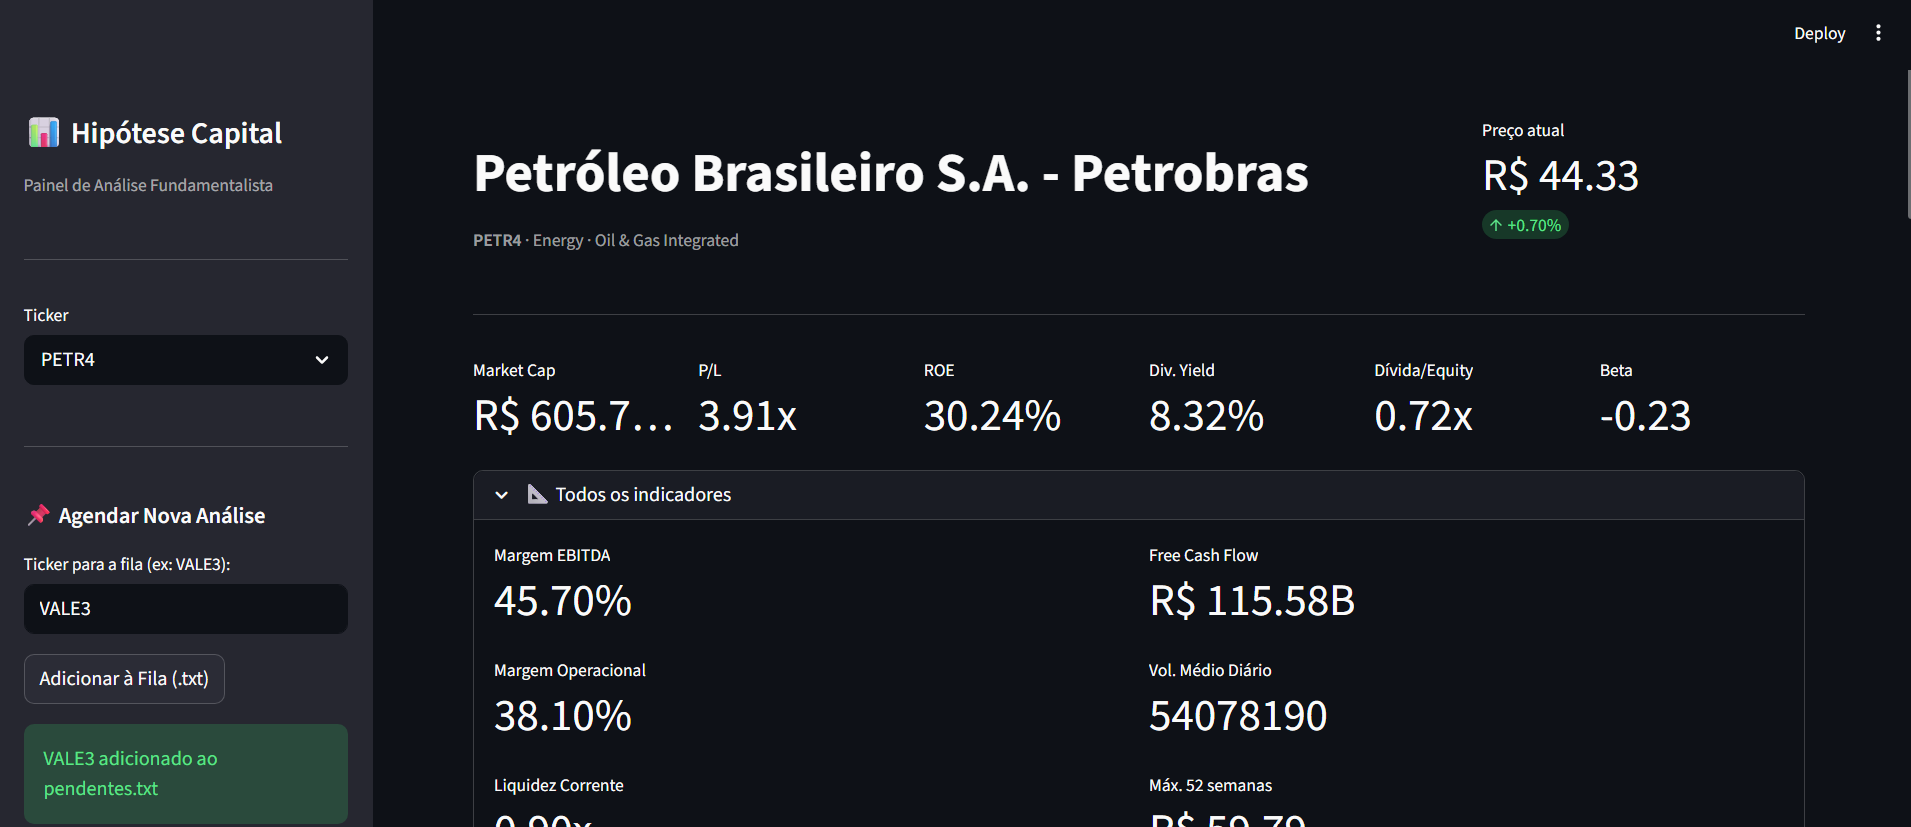 Deploy
Hipótese Capital
Painel de Análise Fundamentalista
Ticker
PETR4
Agendar Nova Análise
Ticker para a fila (ex: VALE3):
VALE3
Adicionar à Fila (.txt)
VALE3 adicionado ao
pendentes.txt
Petróleo Brasileiro S.A. - Petrobras
PETR4 · Energy · Oil & Gas Integrated
Preço atual
R$ 44.33
↑ +0.70%
Market Cap
R$ 605.7…
P/L
3.91x
ROE
30.24%
Div. Yield
8.32%
Dívida/Equity
0.72x
Beta
-0.23
Todos os indicadores
Margem EBITDA
45.70%
Free Cash Flow
R$ 115.58B
Margem Operacional
38.10%
Vol. Médio Diário
54078190
Liquidez Corrente
0.90x
Máx. 52 semanas
R$ 59.79